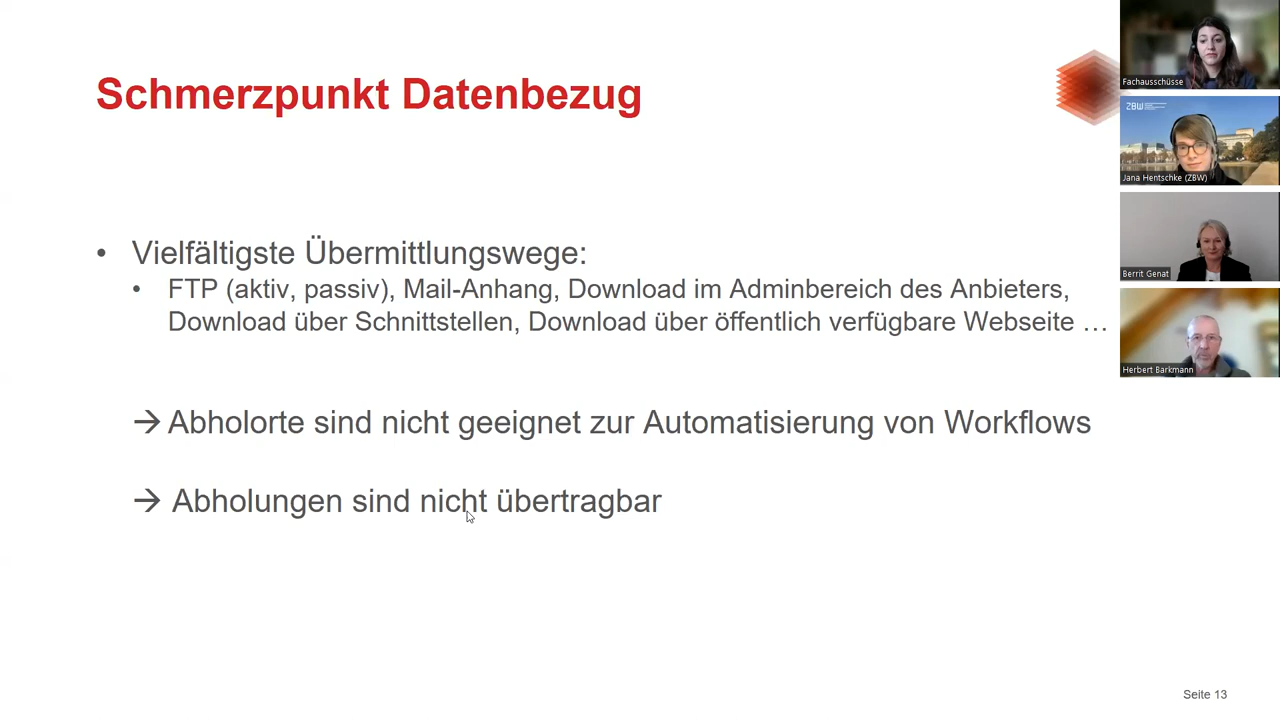 Schmerzpunkt Datenbezug
• Vielfältigste Übermittlungswege:
• FTP (aktiv, passiv), Mail-Anhang, Download im Adminbereich des Anbieters,
Download über Schnittstellen, Download über öffentlich verfügbare Webseite …
→ Abholorte sind nicht geeignet zur Automatisierung von Workflows
→ Abholungen sind nicht übertragbar
Seite 13
Fachausschüsse
ZBW
Jana Hentschke (ZBW)
Berrit Genat
Herbert Barkmann